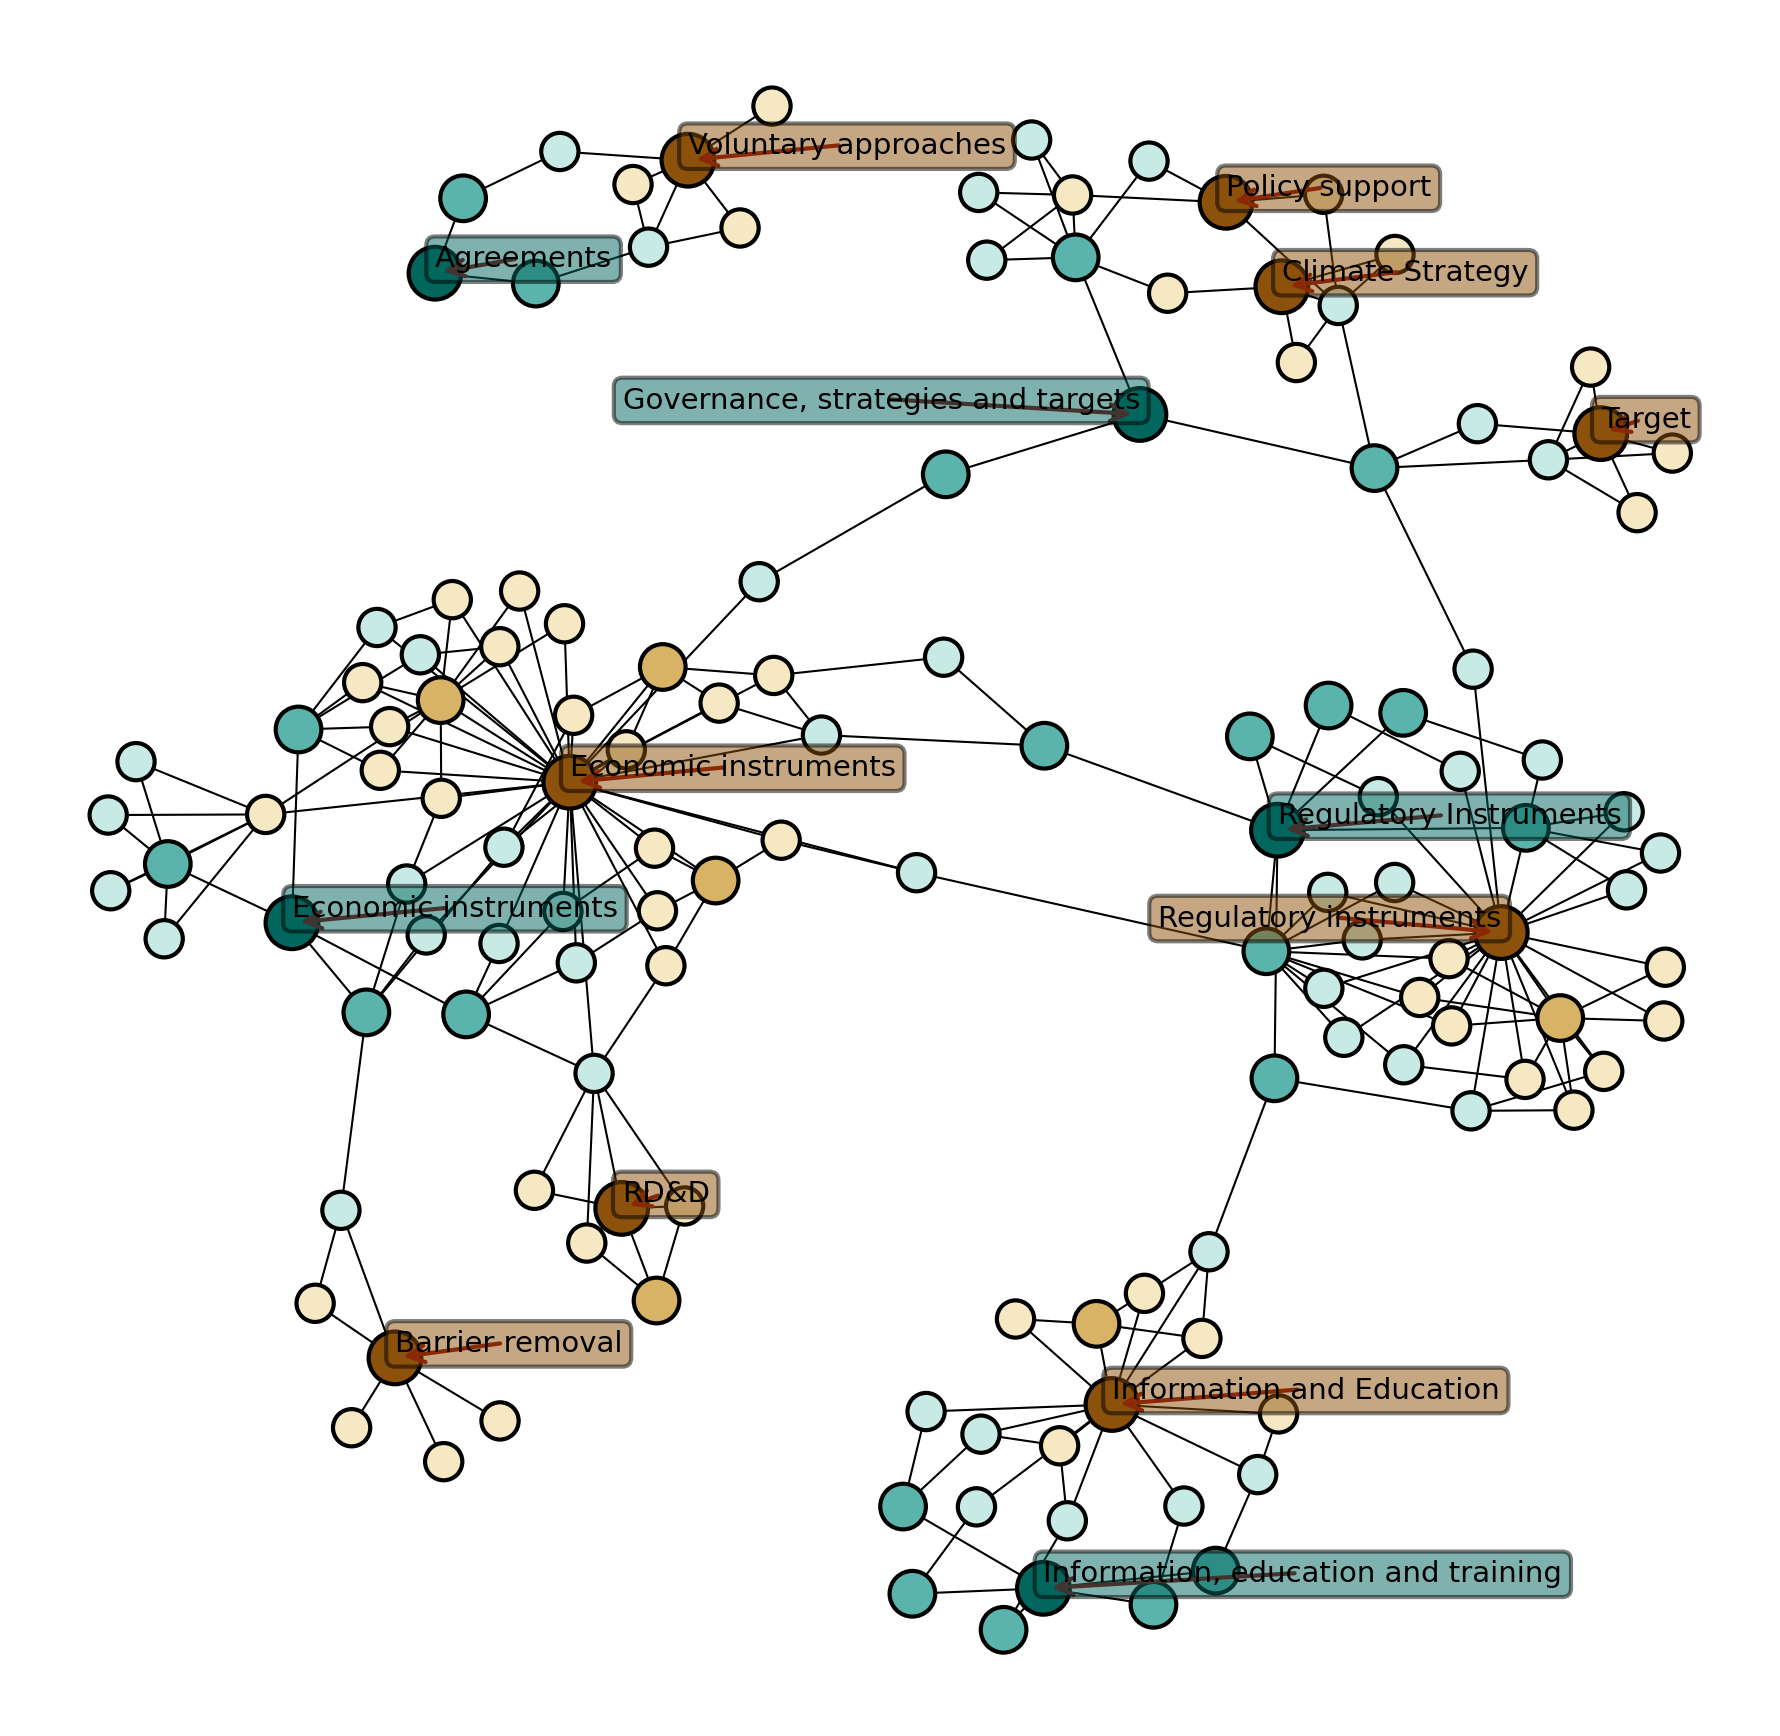 Voluntary approaches
Policy support
Agreements
Climate Strategy
Governance, strategies and targets
Target
Economic instruments
Regulatory Instruments
Economic instruments
Regulatory instruments
RD&D
Barrier removal
Information and Education
Information, education and training